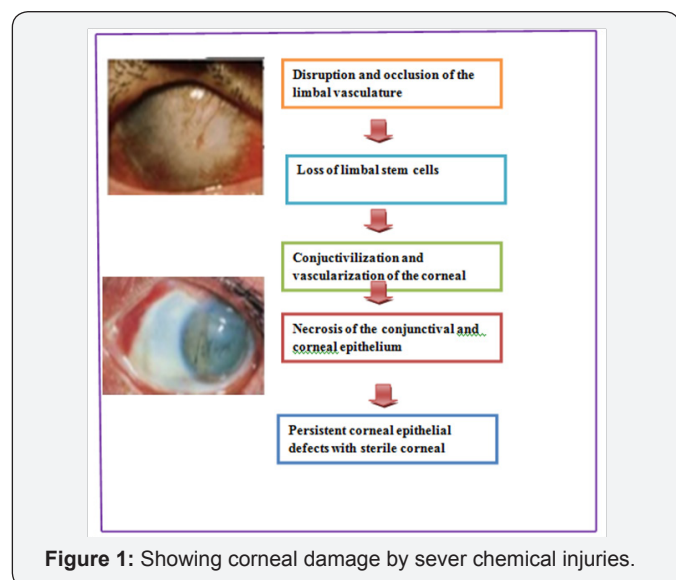 Disruption and occlusion of the
limbal vasculature
Loss of limbal stem cells
Conjuctivilization and
vascularization of the corneal
Necrosis of the conjunctival and
corneal epithelium
Persistent corneal epithelial
defects with sterile corneal
Figure 1: Showing corneal damage by sever chemical injuries.